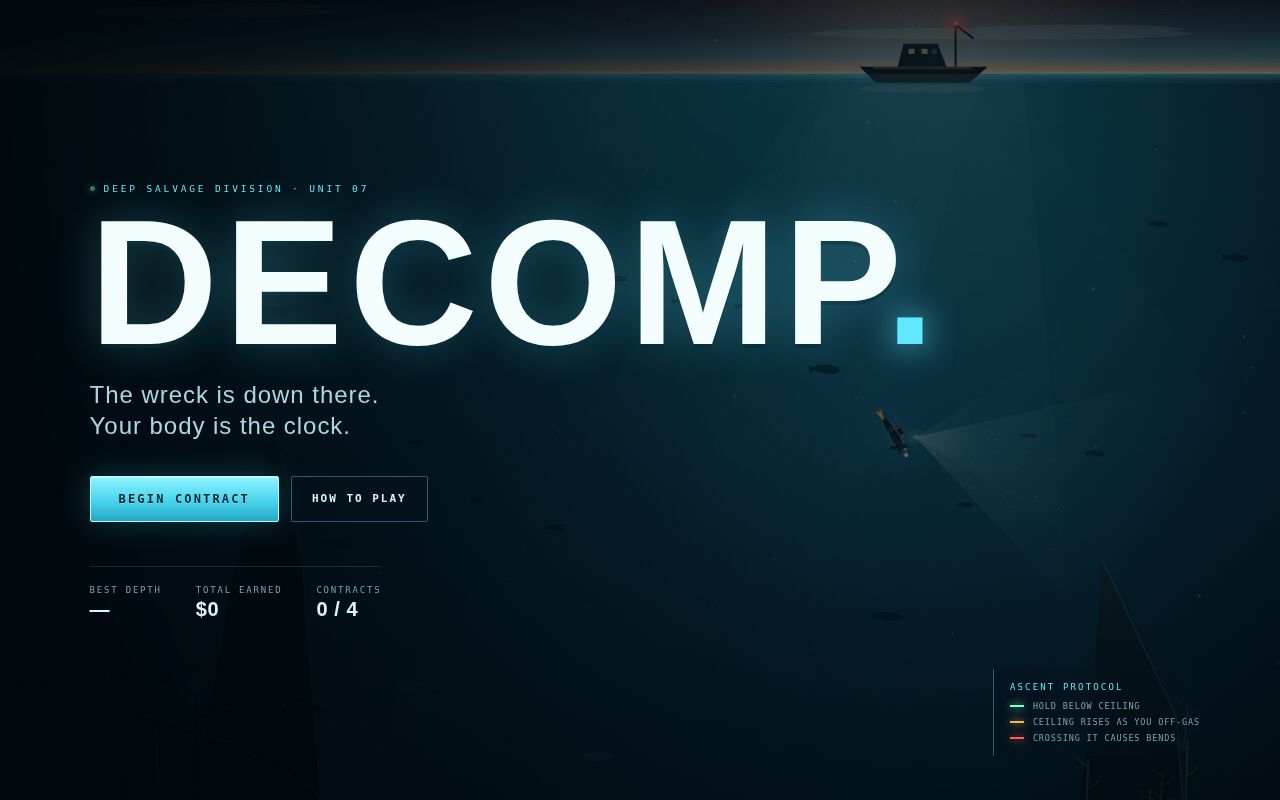 DEEP SALVAGE DIVISION · UNIT 07
DECOMP.
The wreck is down there.
Your body is the clock.
BEGIN CONTRACT
HOW TO PLAY
BEST DEPTH
—
TOTAL EARNED
$0
CONTRACTS
0 / 4
ASCENT PROTOCOL
HOLD BELOW CEILING
CEILING RISES AS YOU OFF-GAS
CROSSING IT CAUSES BENDS